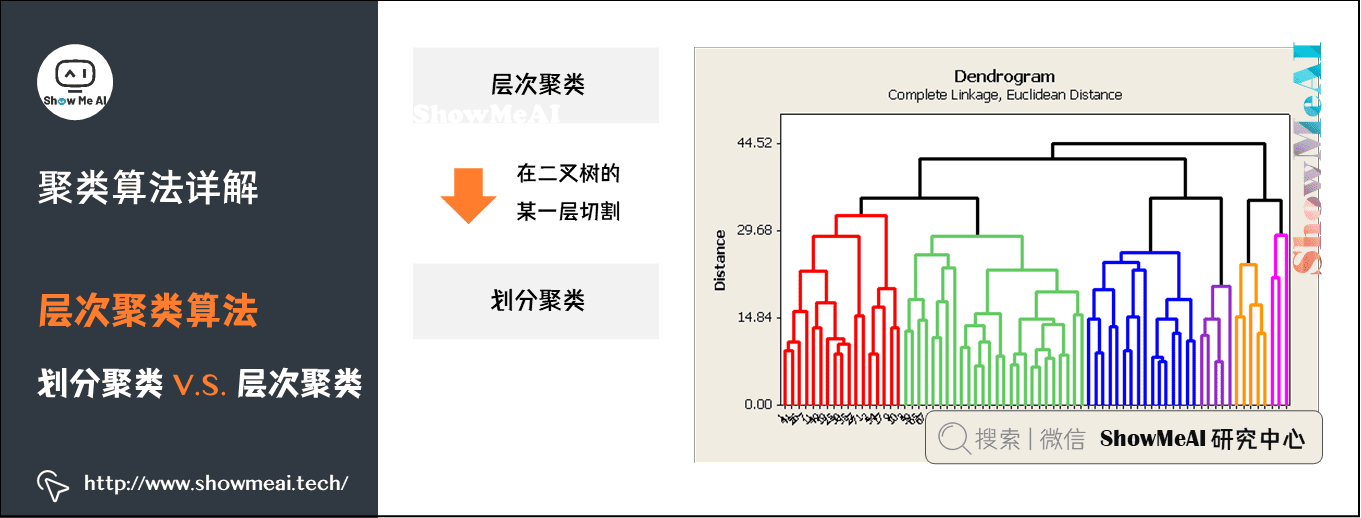 Show Me AI
聚类算法详解
层次聚类算法
划分聚类 V.S. 层次聚类
http://www.showmeai.tech/
层次聚类
ShowMeAI
在二叉树的
某一层切割
划分聚类
Dendrogram
Complete Linkage, Euclidean Distance
44.52
29.68
14.84
0.00
Distance
ShowMeAI
搜索 | 微信 ShowMeAI 研究中心